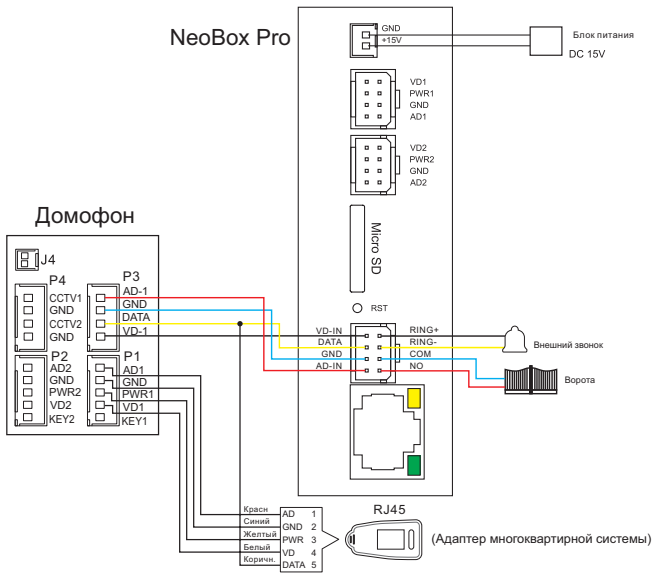 NeoBox Pro
GND
+15V
Блок питания
DC 15V
VD1
PWR1
GND
AD1
VD2
PWR2
GND
AD2
Micro SD
RST
Домофон
J4
P4
CCTV1
GND
CCTV2
GND
P3
AD-1
GND
DATA
VD-1
P2
AD2
GND
PWR2
VD2
KEY2
P1
AD1
GND
PWR1
VD1
KEY1
VD-IN
DATA
GND
AD-IN
RING+
RING-
COM
NO
Внешний звонок
Ворота
RJ45
Красн
Синий
Желтый
Белый
Коричн.
AD 1
GND 2
PWR 3
VD 4
DATA 5
(Адаптер многоквартирной системы)